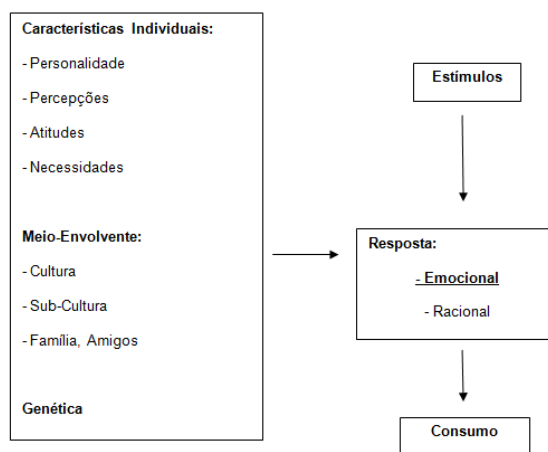 Características Individuais:
- Personalidade
- Percepções
- Atitudes
- Necessidades
Meio-Envolvente:
- Cultura
- Sub-Cultura
- Família, Amigos
Genética
Estímulos
Resposta:
- Emocional
- Racional
Consumo